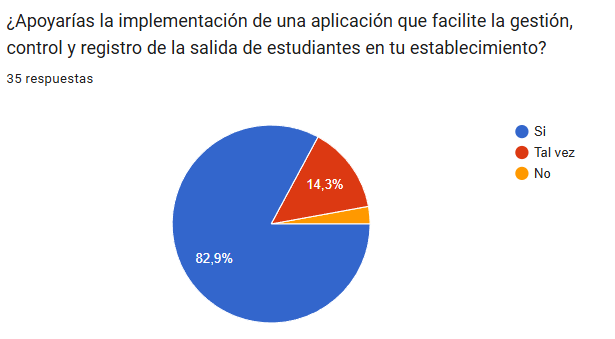 ¿Apoyarías la implementación de una aplicación que facilite la gestión,
control y registro de la salida de estudiantes en tu establecimiento?
35 respuestas
Si
Tal vez
No
14,3%
82,9%